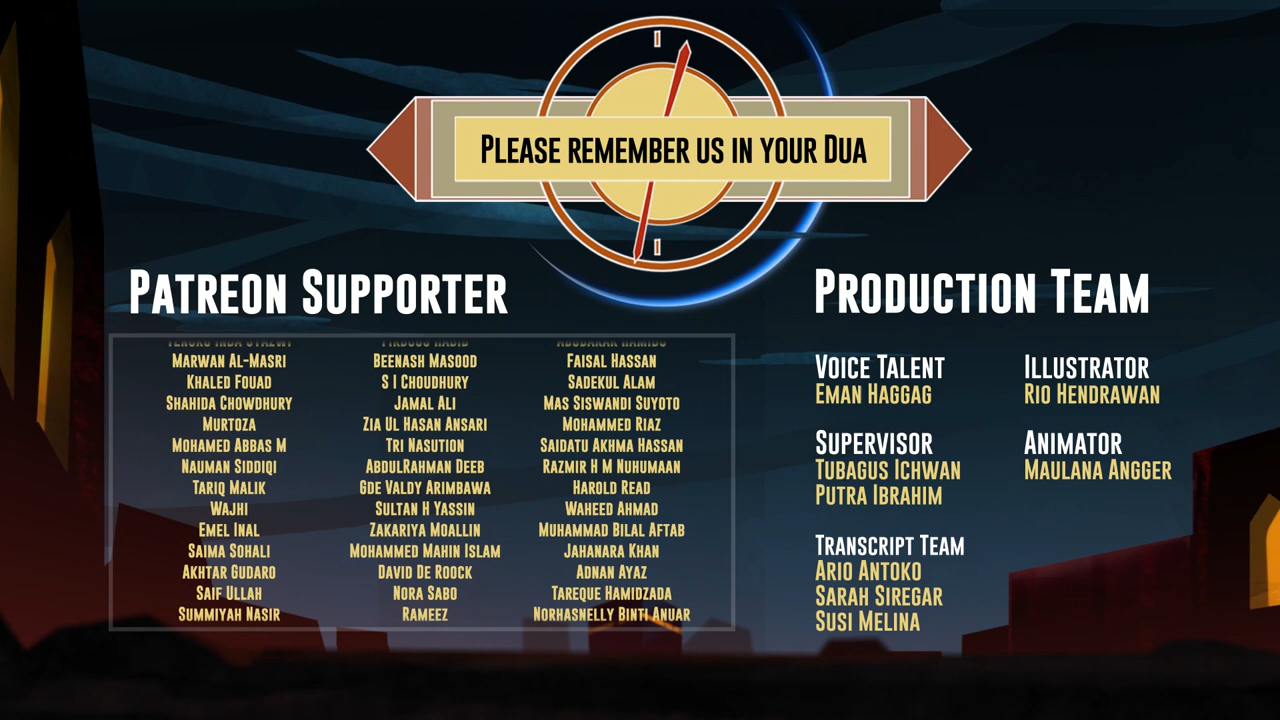 Please remember us in your Dua
Patreon Supporter
Marwan Al-Masri
Khaled Fouad
Shahida Chowdhury
Murtoza
Mohamed Abbas M
Nauman Siddiqi
Tariq Malik
Wajhi
Emel Inal
Saima Sohali
Akhtar Gudaro
Saif Ullah
Summiyah Nasir
Beenash Masood
S I Choudhury
Jamal Ali
Zia Ul Hasan Ansari
Tri Nasution
AbdulRahman Deeb
Gde Valdy Arimbawa
Sultan H Yassin
Zakariya Moallin
Mohammed Mahin Islam
David De Roock
Nora Sabo
Rameez
Faisal Hassan
Sadekul Alam
Mas Siswandi Suyoto
Mohammed Riaz
Saidatu Akhma Hassan
Razmir H M Nuhumaan
Harold Read
Waheed Ahmad
Muhammad Bilal Aftab
Jahanara Khan
Adnan Ayaz
Tareque Hamidzada
Norhasnelly Binti Anuar
Production Team
Voice Talent
Eman Haggag
Supervisor
Tubagus Ichwan
Putra Ibrahim
Transcript Team
Ario Antoko
Sarah Siregar
Susi Melina
Illustrator
Rio Hendrawan
Animator
Maulana Angger